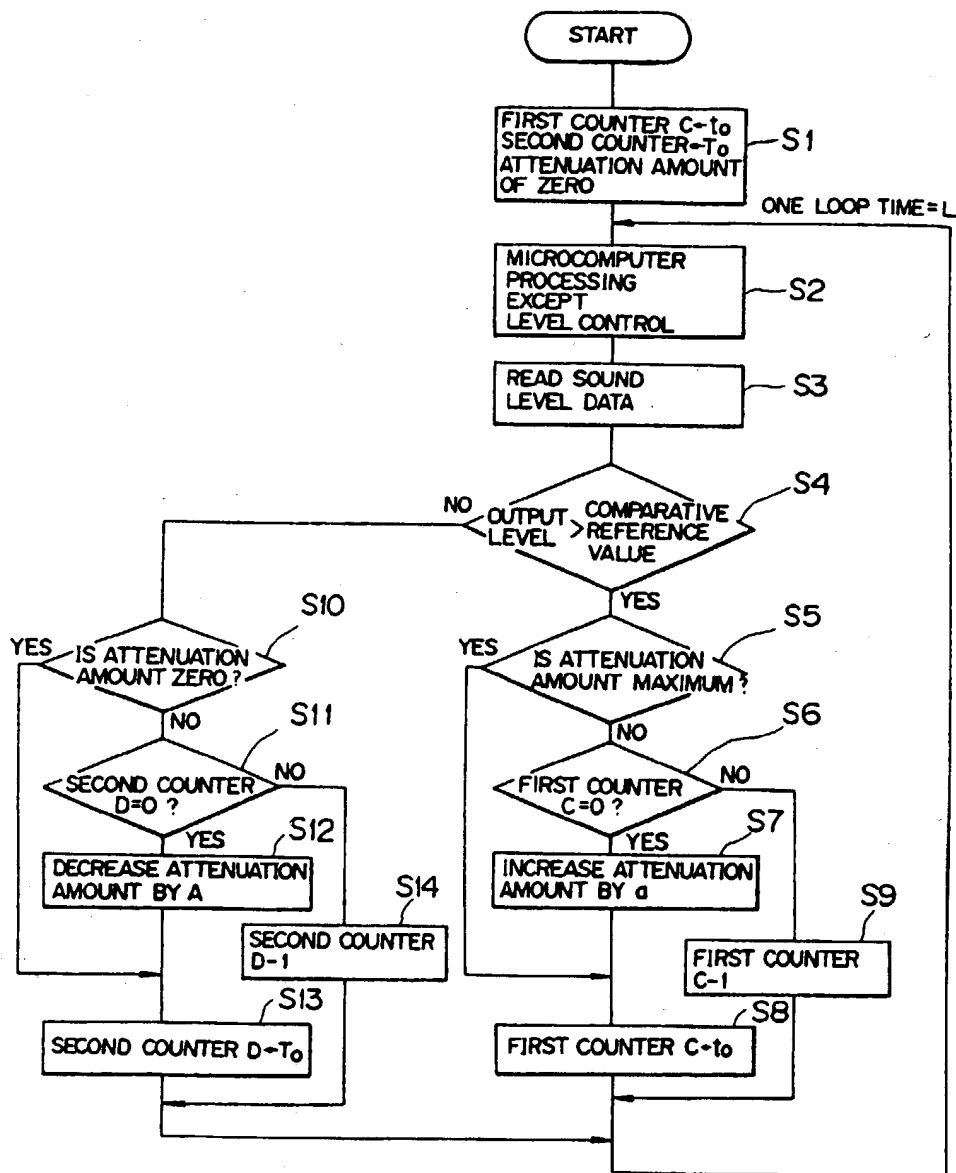 START
FIRST COUNTER C←to
SECOND COUNTER←To
ATTENUATION AMOUNT
OF ZERO
S1
ONE LOOP TIME=L
MICROCOMPUTER
PROCESSING
EXCEPT
LEVEL CONTROL
S2
READ SOUND
LEVEL DATA
S3
OUTPUT
LEVEL
>
COMPARATIVE
REFERENCE
VALUE
S4
NO
YES
S10
YES
IS ATTENUATION
AMOUNT ZERO?
NO
S5
YES
IS ATTENUATION
AMOUNT MAXIMUM?
NO
S11
SECOND COUNTER
D=0 ?
NO
YES
S6
FIRST COUNTER
C=0 ?
NO
YES
S12
DECREASE ATTENUATION
AMOUNT BY A
S7
INCREASE ATTENUATION
AMOUNT BY a
S14
SECOND COUNTER
D-1
S9
FIRST COUNTER
C-1
S13
SECOND COUNTER D←To
S8
FIRST COUNTER C←to